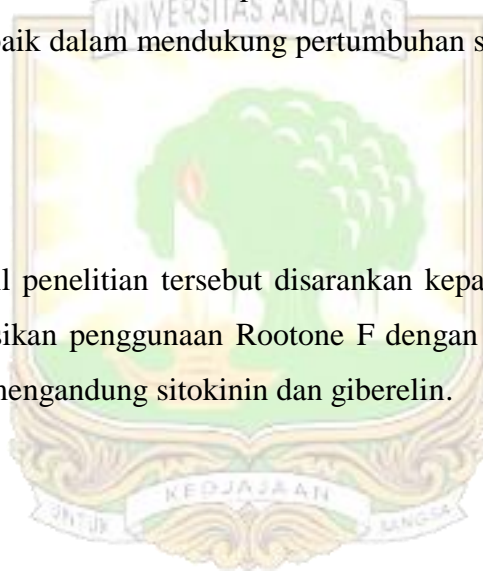 UNIVERSITAS ANDALAS
baik dalam mendukung pertumbuhan s
l penelitian tersebut disarankan kepa
sikan penggunaan Rootone F dengan
mengandung sitokinin dan giberelin.
KEDJAJAAN
UNTUK BANGSA